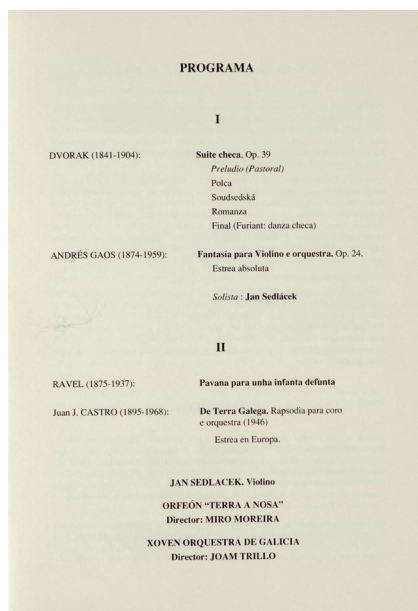 PROGRAMA
I
DVORAK (1841-1904): Suite checa, Op. 39
Preludio (Pastoral)
Polca
Soudsedská
Romanza
Final (Furiant: danza checa)
ANDRÉS GAOS (1874-1959): Fantasía para Violino e orquestra. Op. 24.
Estrea absoluta
Solista : Jan Sedlácek
II
RAVEL (1875-1937): Pavana para unha infanta defunta
Juan J. CASTRO (1895-1968): De Terra Galega. Rapsodia para coro
e orquestra (1946)
Estrea en Europa.
JAN SEDLACEK. Violino
ORFEÓN “TERRA A NOSA”
Director: MIRO MOREIRA
XOVEN ORQUESTRA DE GALICIA
Director: JOAM TRILLO